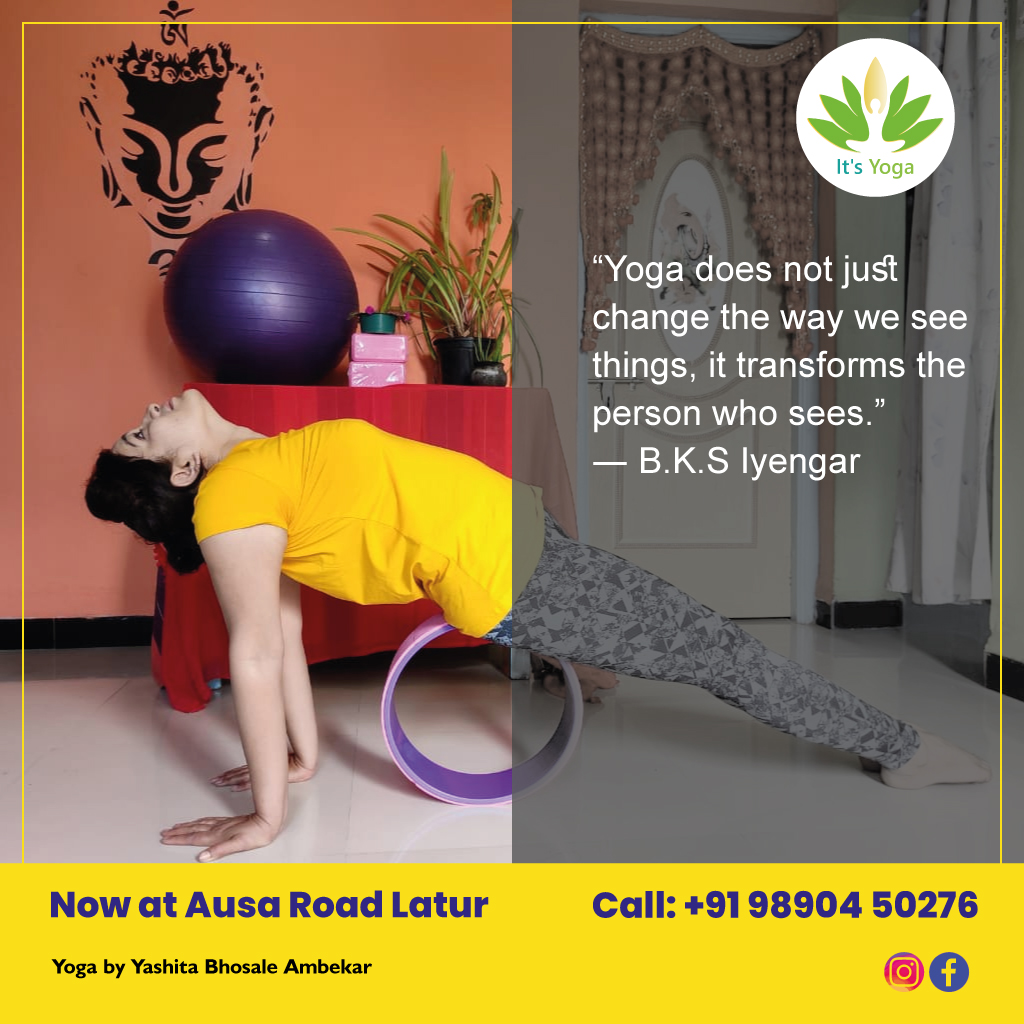 ॐ
It's Yoga
“Yoga does not just
change the way we see
things, it transforms the
person who sees.”
— B.K.S Iyengar
Now at Ausa Road Latur
Call: +91 98904 50276
Yoga by Yashita Bhosale Ambekar